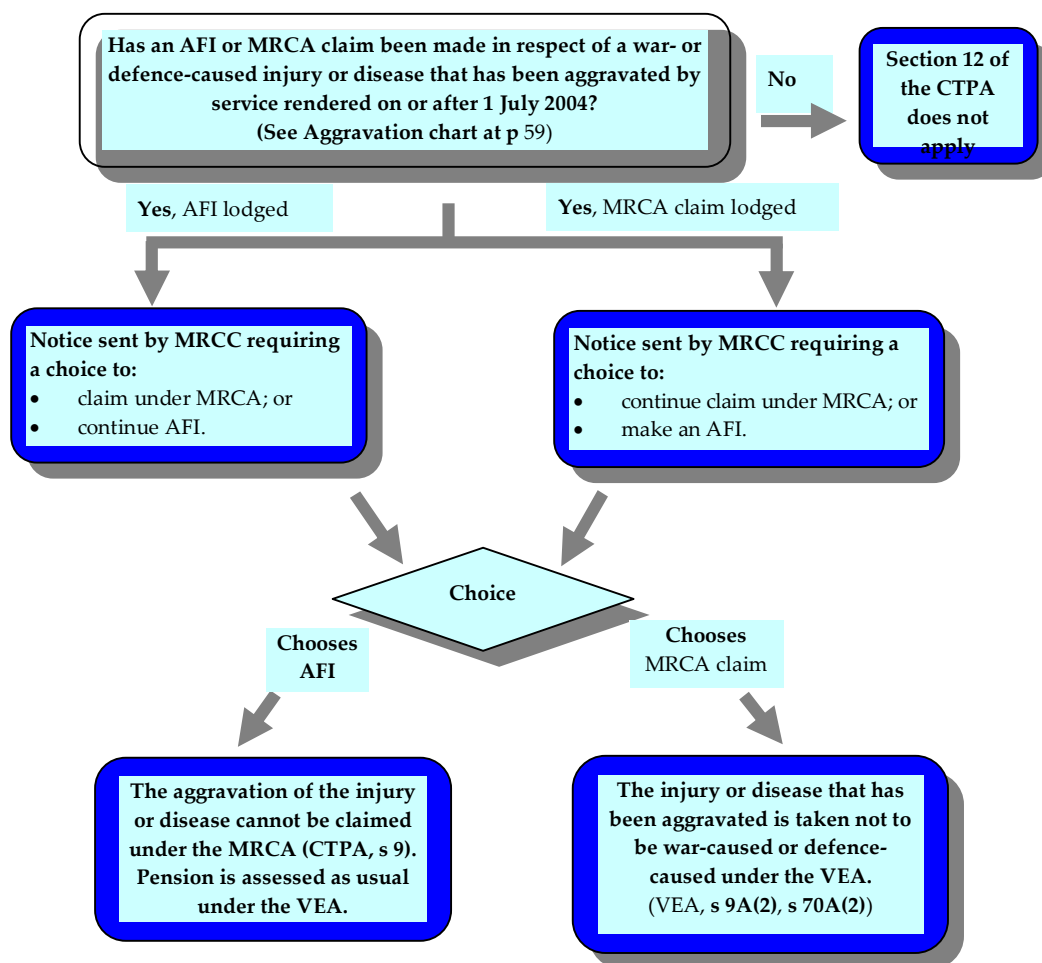 Has an AFI or MRCA claim been made in respect of a war- or
defence-caused injury or disease that has been aggravated by
service rendered on or after 1 July 2004?
(See Aggravation chart at p 59)
No
Section 12 of
the CTPA
does not
apply
Yes, AFI lodged
Yes, MRCA claim lodged
Notice sent by MRCC requiring
a choice to:
• claim under MRCA; or
• continue AFI.
Notice sent by MRCC requiring a
choice to:
• continue claim under MRCA; or
• make an AFI.
Choice
Chooses
AFI
Chooses
MRCA claim
The aggravation of the injury
or disease cannot be claimed
under the MRCA (CTPA, s 9).
Pension is assessed as usual
under the VEA.
The injury or disease that has
been aggravated is taken not to
be war-caused or defence-
caused under the VEA.
(VEA, s 9A(2), s 70A(2))